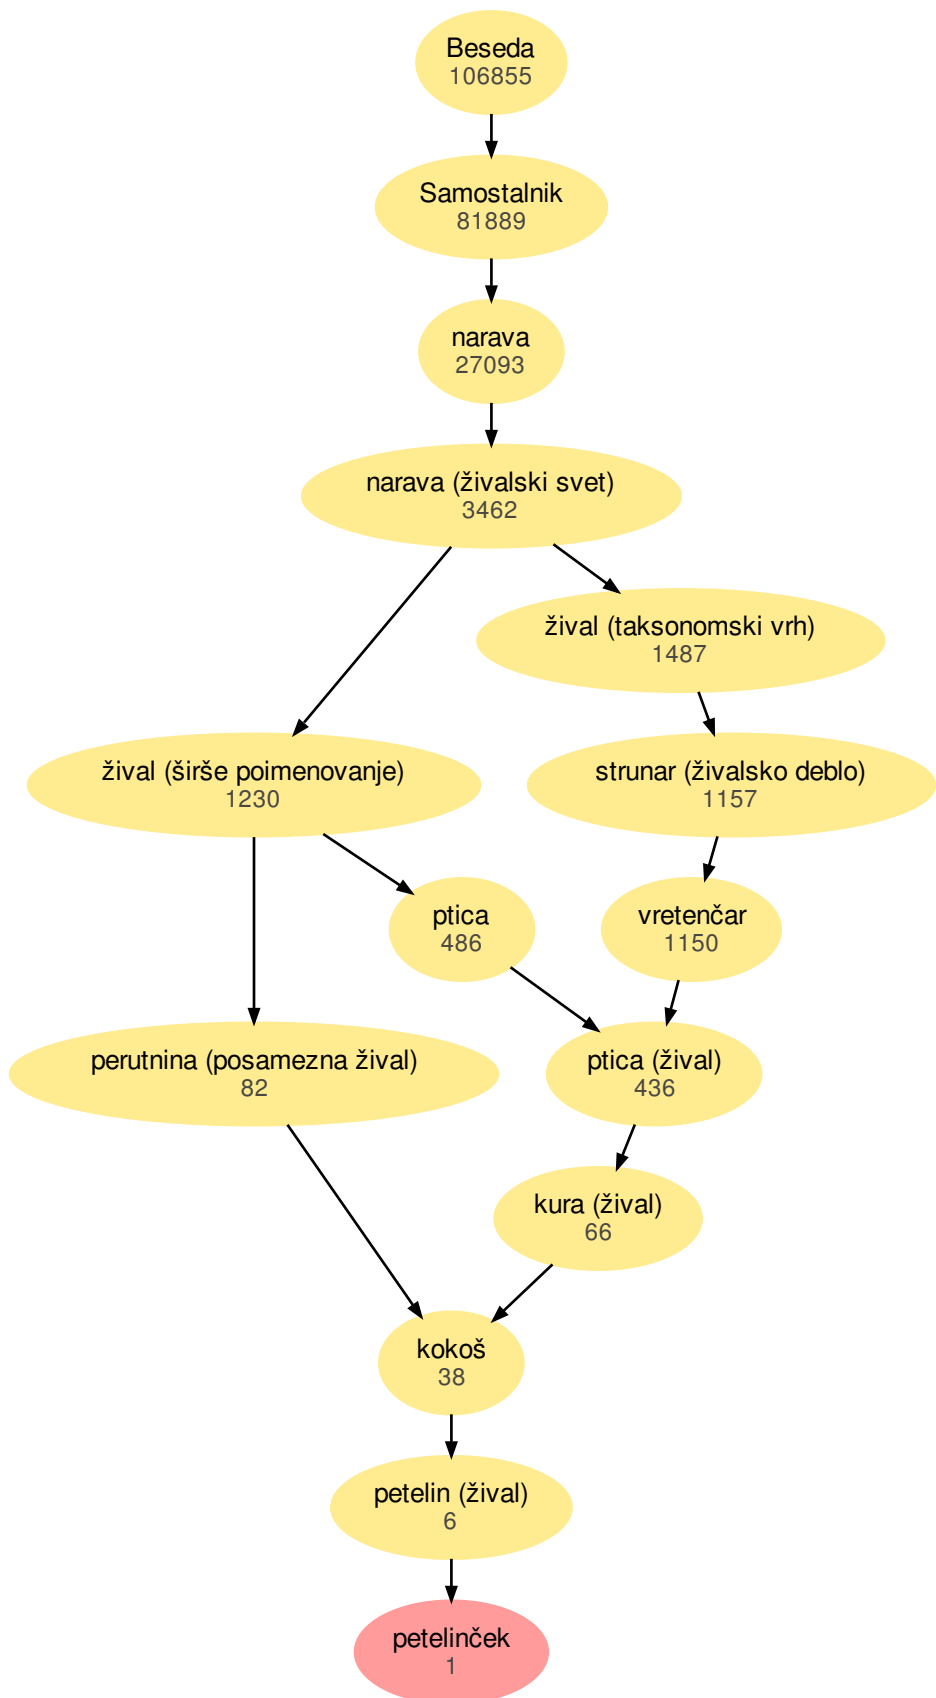 Beseda
106855
Samostalnik
81889
narava
27093
narava (živalski svet)
3462
žival (taksonomski vrh)
1487
žival (širše poimenovanje)
1230
strunar (živalsko deblo)
1157
ptica
486
vretenčar
1150
perutnina (posamezna žival)
82
ptica (žival)
436
kura (žival)
66
kokoš
38
petelin (žival)
6
petelinček
1